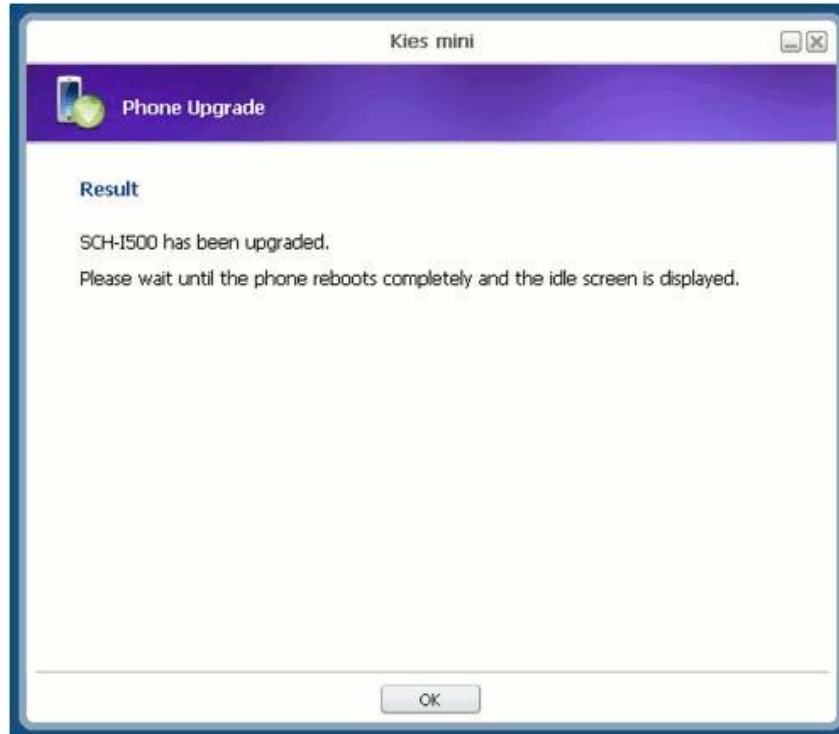 Kies mini
Phone Upgrade
Result
SCH-I500 has been upgraded.
Please wait until the phone reboots completely and the idle screen is displayed.
OK